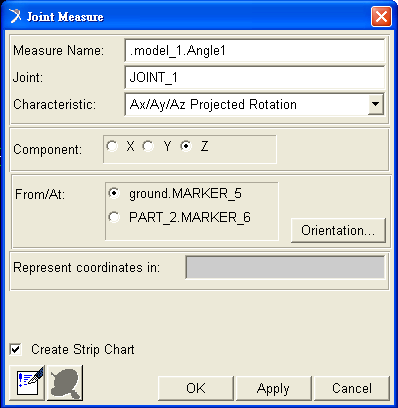 Joint Measure
Measure Name: .model_1.Angle1
Joint: JOINT_1
Characteristic: Ax/Ay/Az Projected Rotation
Component: X Y Z
From/At: ground.MARKER_5
PART_2.MARKER_6
Orientation...
Represent coordinates in:
Create Strip Chart
OK Apply Cancel